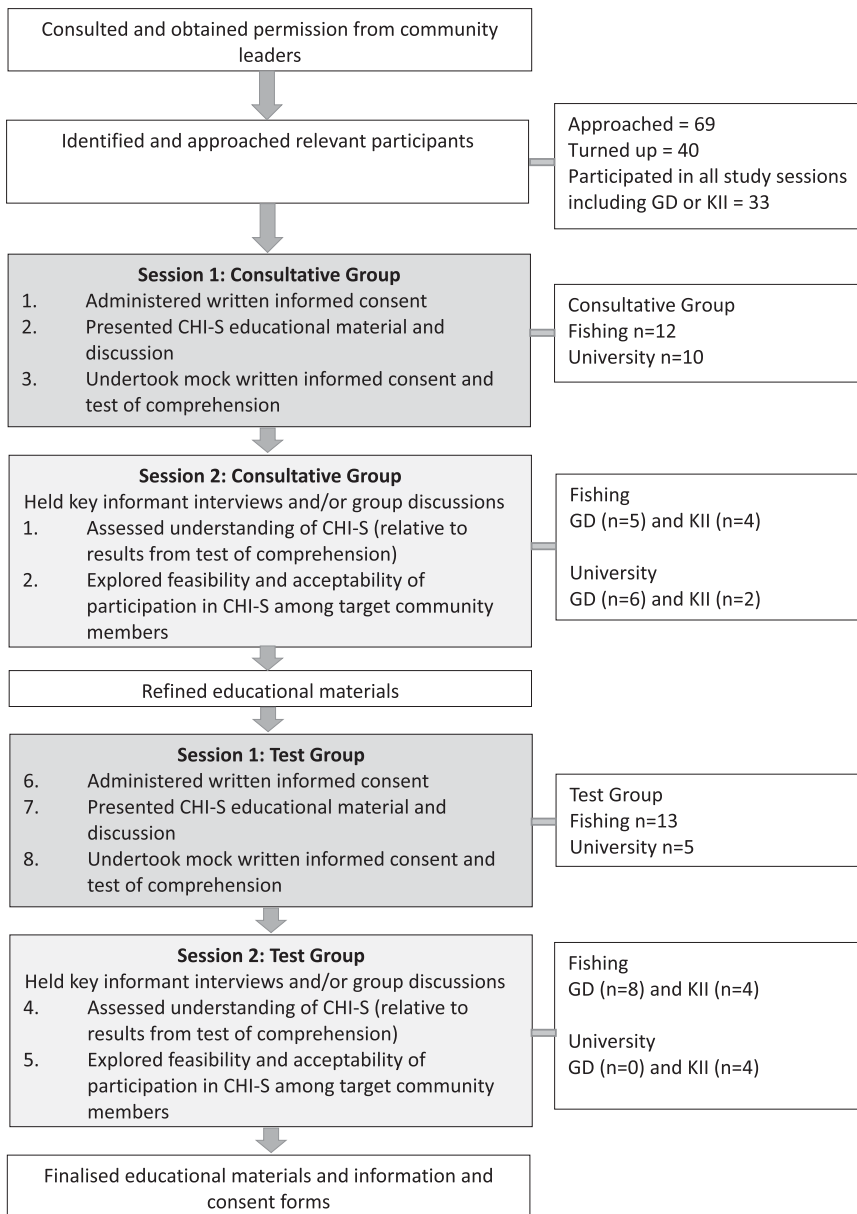 Consulted and obtained permission from community
leaders
Identified and approached relevant participants
Approached = 69
Turned up = 40
Participated in all study sessions
including GD or KII = 33
Session 1: Consultative Group
1. Administered written informed consent
2. Presented CHI-S educational material and
discussion
3. Undertook mock written informed consent and
test of comprehension
Consultative Group
Fishing n=12
University n=10
Session 2: Consultative Group
Held key informant interviews and/or group discussions
1. Assessed understanding of CHI-S (relative to
results from test of comprehension)
2. Explored feasibility and acceptability of
participation in CHI-S among target community
members
Fishing
GD (n=5) and KII (n=4)
University
GD (n=6) and KII (n=2)
Refined educational materials
Session 1: Test Group
6. Administered written informed consent
7. Presented CHI-S educational material and
discussion
8. Undertook mock written informed consent and
test of comprehension
Test Group
Fishing n=13
University n=5
Session 2: Test Group
Held key informant interviews and/or group discussions
4. Assessed understanding of CHI-S (relative to
results from test of comprehension)
5. Explored feasibility and acceptability of
participation in CHI-S among target community
members
Fishing
GD (n=8) and KII (n=4)
University
GD (n=0) and KII (n=4)
Finalised educational materials and information and
consent forms